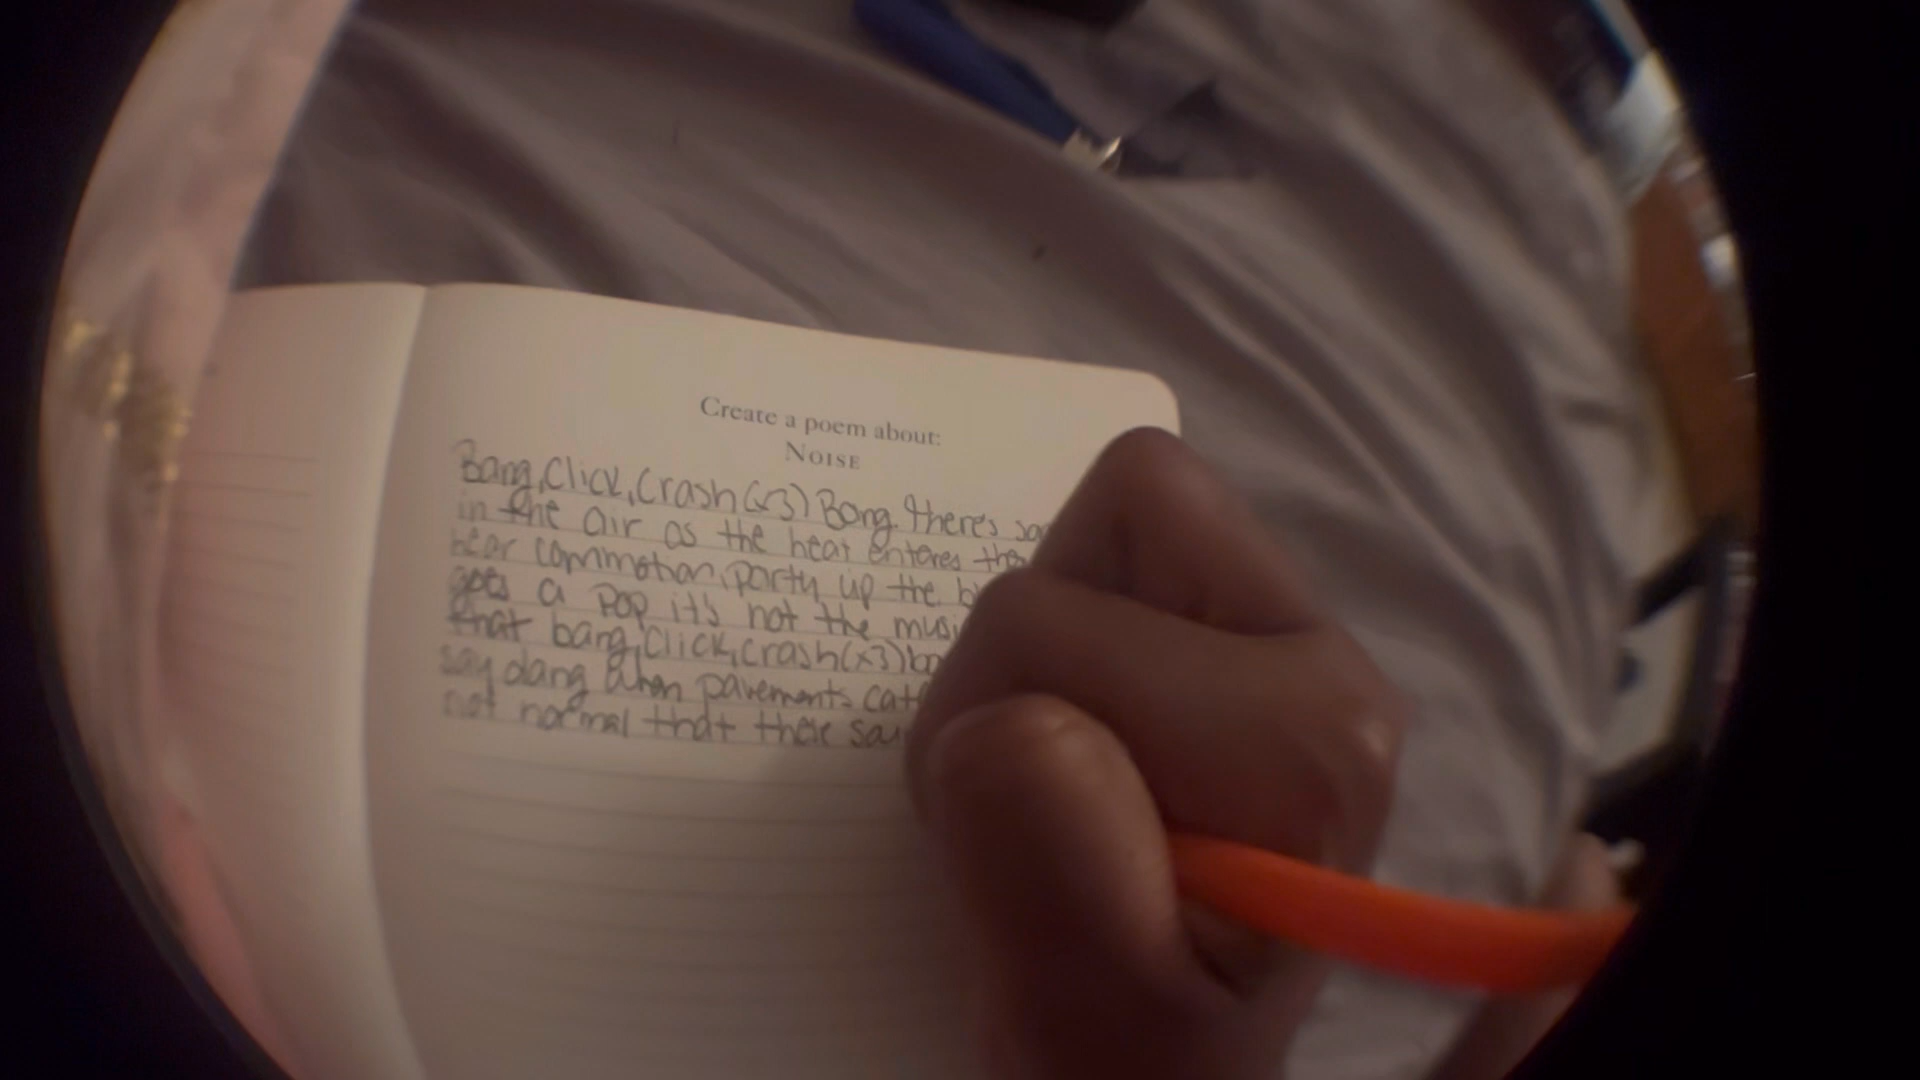 Create a poem about:
NOISE
Bang, Click, Crash (x3) Bang. there's
in the air as the heat enteres
hear commotion, party up the
goes a pop it's not the
that bang, Click, crash (x3)
say dang when pavements
not normal that there